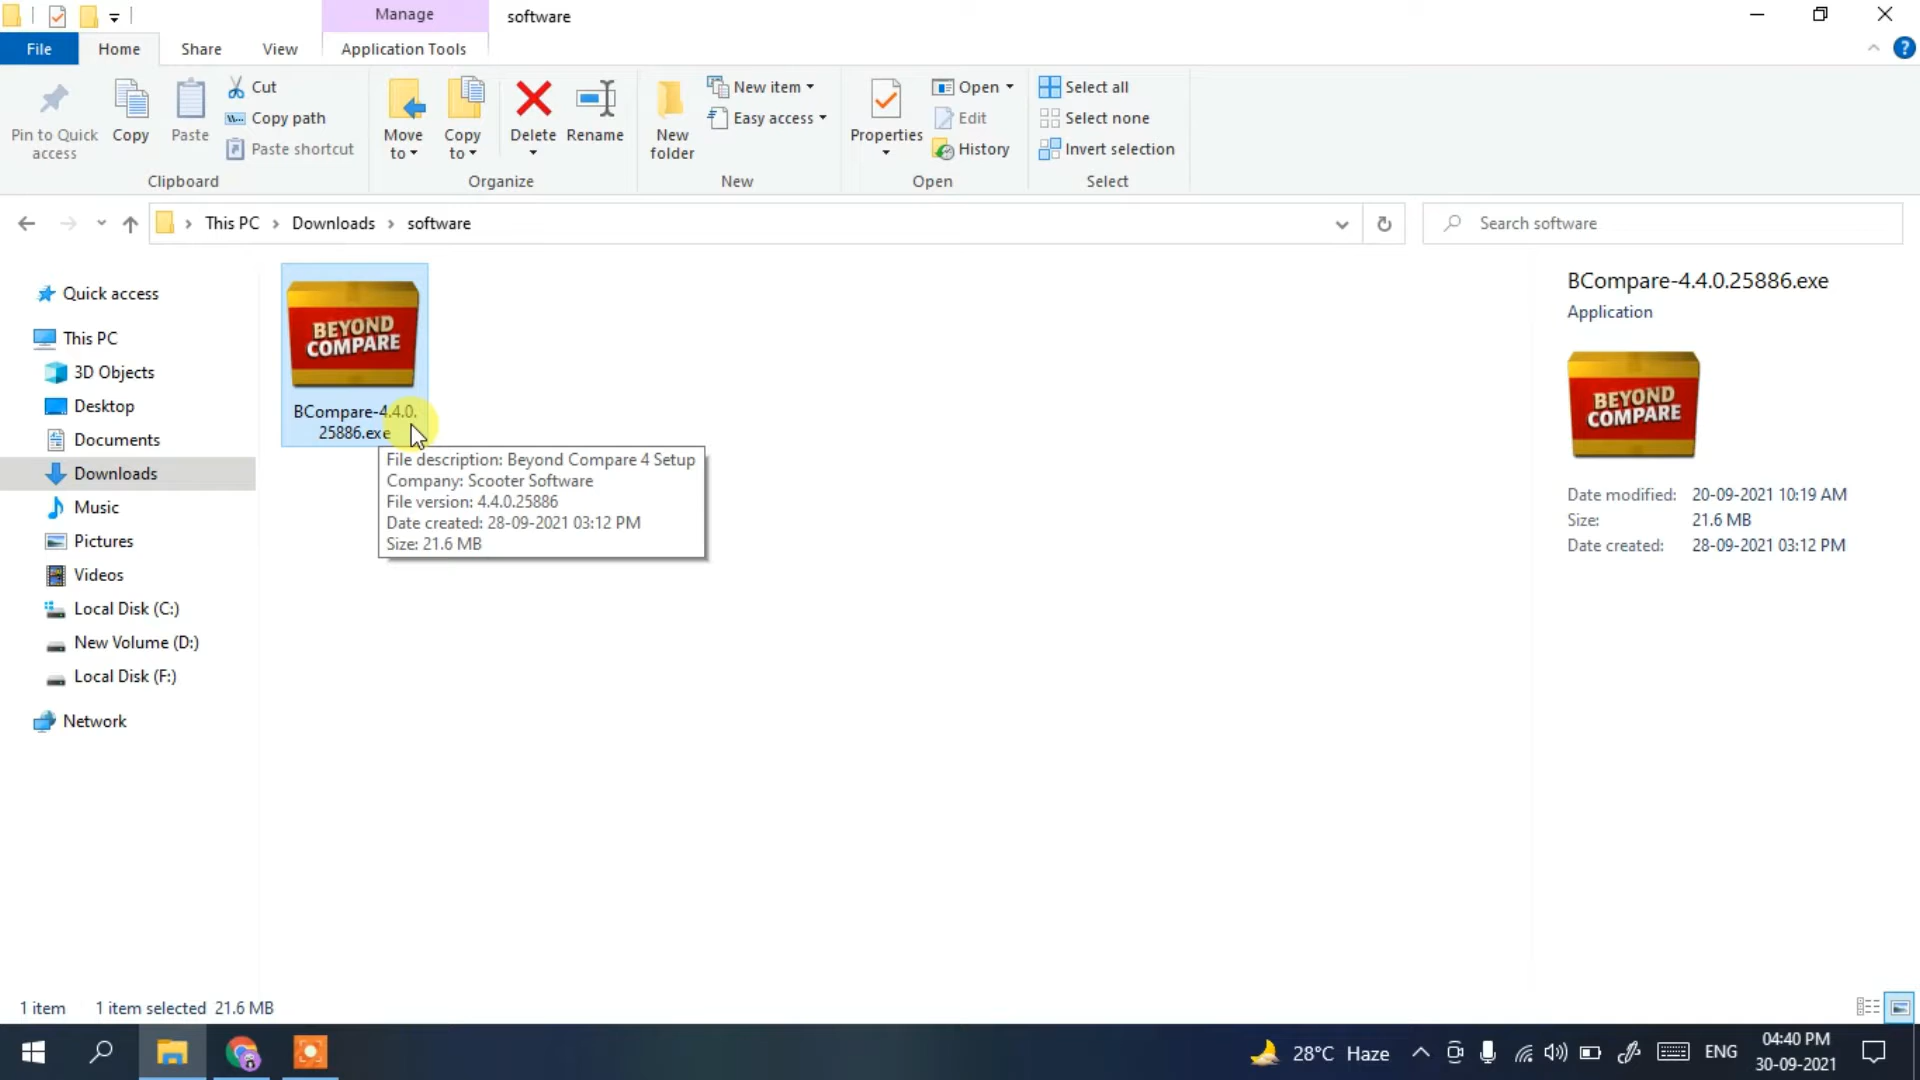 Manage
software
File
Home
Share
View
Application Tools
Pin to Quick access
Copy
Paste
Cut
Copy path
Paste shortcut
Clipboard
Move to
Copy to
Delete
Rename
Organize
New folder
New item
Easy access
New
Properties
Open
Edit
History
Open
Select all
Select none
Invert selection
Select
This PC > Downloads > software
Search software
Quick access
This PC
3D Objects
Desktop
Documents
Downloads
Music
Pictures
Videos
Local Disk (C:)
New Volume (D:)
Local Disk (F:)
Network
BEYOND
COMPARE
BCompare-4.4.0.
25886.exe
File description: Beyond Compare 4 Setup
Company: Scooter Software
File version: 4.4.0.25886
Date created: 28-09-2021 03:12 PM
Size: 21.6 MB
BCompare-4.4.0.25886.exe
Application
BEYOND
COMPARE
Date modified: 20-09-2021 10:19 AM
Size: 21.6 MB
Date created: 28-09-2021 03:12 PM
1 item
1 item selected 21.6 MB
28°C Haze
ENG
04:40 PM
30-09-2021